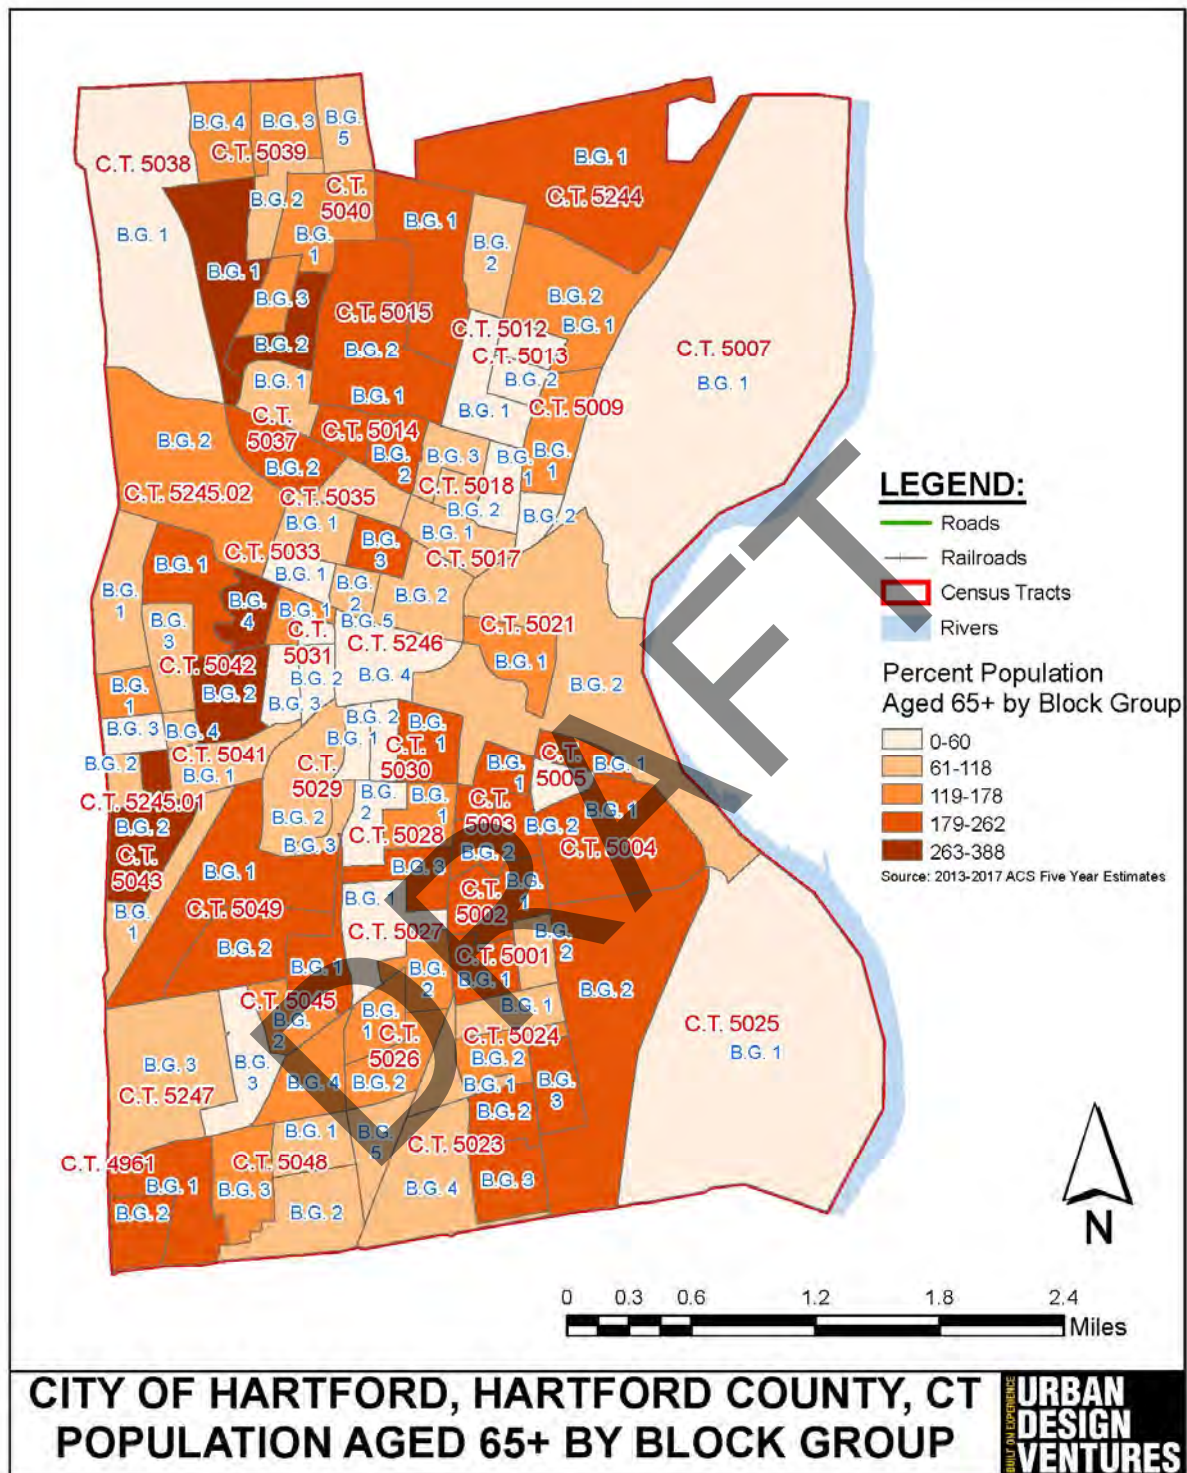 B.G. 4
B.G. 3
B.G.
5
C.T. 5039
C.T. 5038
B.G. 1
C.T. 5244
B.G. 2
C.T.
5040
B.G. 1
B.G. 1
B.G.
1
B.G.
2
B.G. 1
B.G. 3
B.G. 2
B.G. 1
C.T. 5015
C.T. 5012
C.T. 5013
C.T. 5007
B.G. 1
B.G. 2
B.G. 2
B.G. 2
B.G. 1
B.G. 1
B.G. 1
B.G. 1
C.T. 5009
C.T.
5037
C.T. 5014
B.G. 2
B.G. 2
B.G.
2
B.G. 3
B.G.
1
B.G.
1
C.T. 5245.02
C.T. 5035
C.T. 5018
B.G. 2
B.G. 2
B.G. 1
B.G. 1
B.G.
3
C.T. 5033
C.T. 5017
B.G. 1
B.G. 1
B.G.
2
B.G. 2
B.G.
1
B.G.
4
B.G. 1
B.G. 5
B.G.
3
C.T.
5031
C.T. 5246
C.T. 5021
C.T. 5042
B.G. 1
B.G. 2
B.G. 4
B.G. 2
B.G. 2
B.G.
1
B.G. 3
B.G. 2
B.G. 3
B.G. 4
B.G. 1
B.G.
1
C.T. 5041
C.T.
5030
C.T.
5005
B.G. 2
B.G. 1
C.T.
5029
B.G.
1
B.G. 1
C.T. 5245.01
B.G.
2
B.G.
1
C.T.
5003
B.G. 1
B.G. 2
B.G. 2
B.G. 2
C.T. 5028
B.G. 3
C.T. 5004
C.T.
5043
B.G. 2
B.G. 1
B.G. 3
B.G.
1
C.T. 5049
B.G. 1
C.T.
5002
B.G.
1
C.T. 5027
B.G. 2
C.T. 5001
B.G.
2
B.G. 1
B.G.
2
B.G. 1
B.G. 2
C.T. 5045
B.G.
2
B.G.
1
B.G. 1
C.T. 5025
B.G. 1
C.T.
5026
C.T. 5024
B.G. 3
B.G.
3
B.G. 2
C.T. 5247
B.G. 4
B.G. 2
B.G. 1
B.G.
3
B.G. 2
B.G. 1
B.G.
5
C.T. 5023
C.T. 4961
C.T. 5048
B.G. 1
B.G. 3
B.G. 4
B.G. 3
B.G. 2
B.G. 2
LEGEND:
Roads
Railroads
Census Tracts
Rivers
Percent Population
Aged 65+ by Block Group
0-60
61-118
119-178
179-262
263-388
Source: 2013-2017 ACS Five Year Estimates
DRAFT
N
0 0.3 0.6 1.2 1.8 2.4
Miles
CITY OF HARTFORD, HARTFORD COUNTY, CT
POPULATION AGED 65+ BY BLOCK GROUP
BUILT ON EXPERIENCE
URBAN
DESIGN
VENTURES